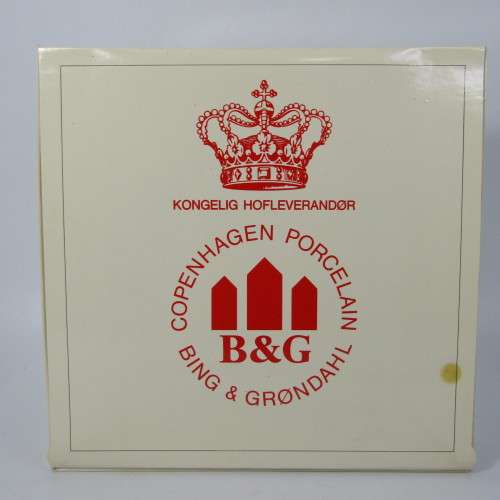 KONGELIG HOFLEVERANDØR
COPENHAGEN PORCELAIN
B&G
BING & GRØNDAHL